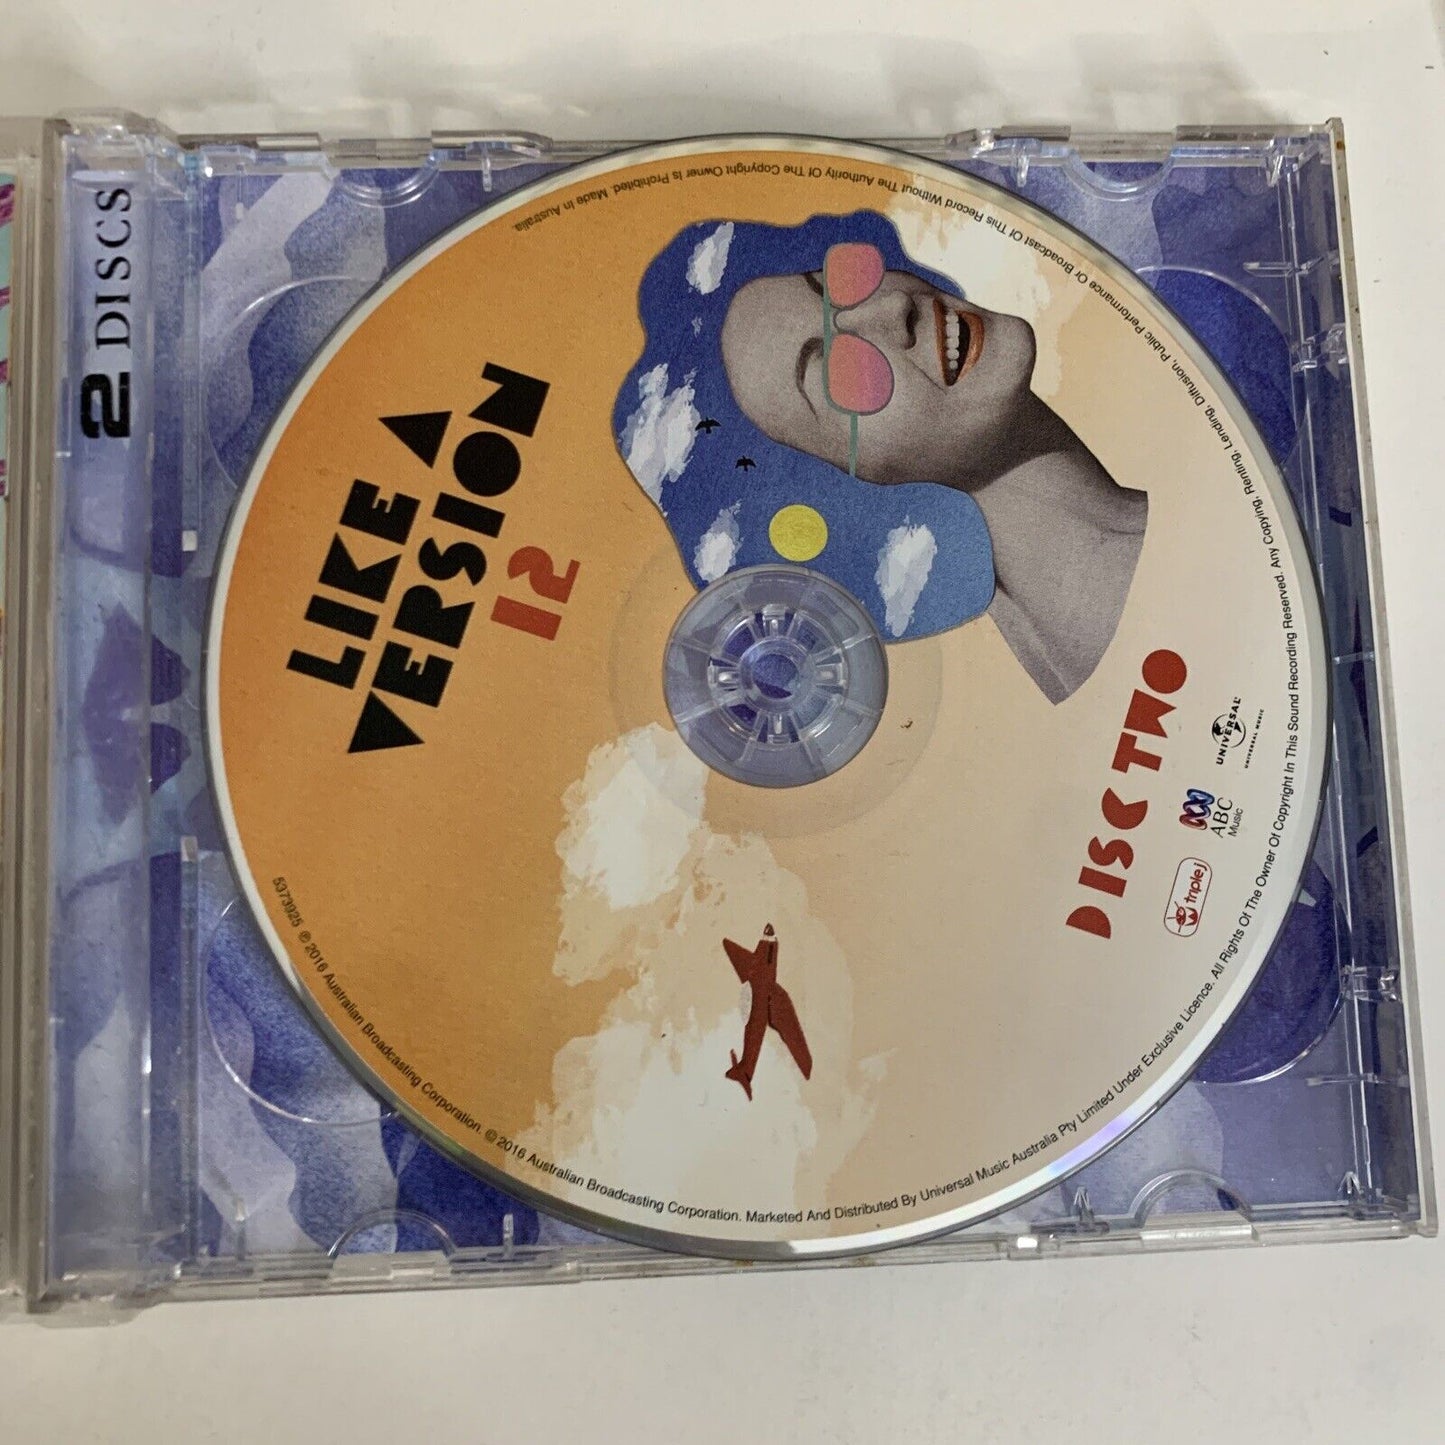 2 DISCS
LIKE A
VERSION
12
DISC TWO
triple j
ABC
Music
UNIVERSAL
UNIVERSAL MUSIC
5373925 ℗ 2016 Australian Broadcasting Corporation. © 2016 Australian Broadcasting Corporation. Marketed And Distributed By Universal Music Australia Pty Limited Under Exclusive Licence. All Rights Of The Owner Of Copyright In This Sound Recording Reserved. Any Copying, Renting, Lending, Diffusion, Public Performance Or Broadcast Of This Record Without The Authority Of The Copyright Owner Is Prohibited. Made in Australia.